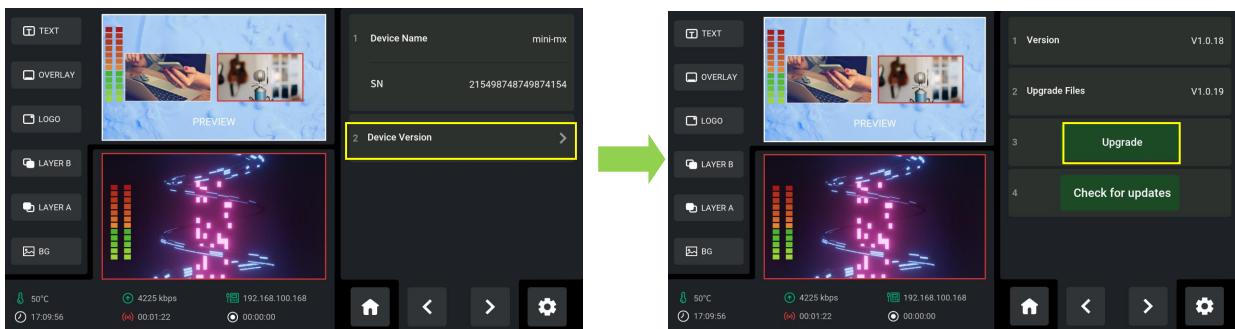 TEXT
OVERLAY
LOGO
LAYER B
LAYER A
BG
PREVIEW
1 Device Name mini-mx
SN 215498748749874154
2 Device Version
50°C 4225 kbps 192.168.100.168
17:09:56 00:01:22 00:00:00
TEXT
OVERLAY
LOGO
LAYER B
LAYER A
BG
PREVIEW
1 Version V1.0.18
2 Upgrade Files V1.0.19
3 Upgrade
4 Check for updates
50°C 4225 kbps 192.168.100.168
17:09:56 00:01:22 00:00:00